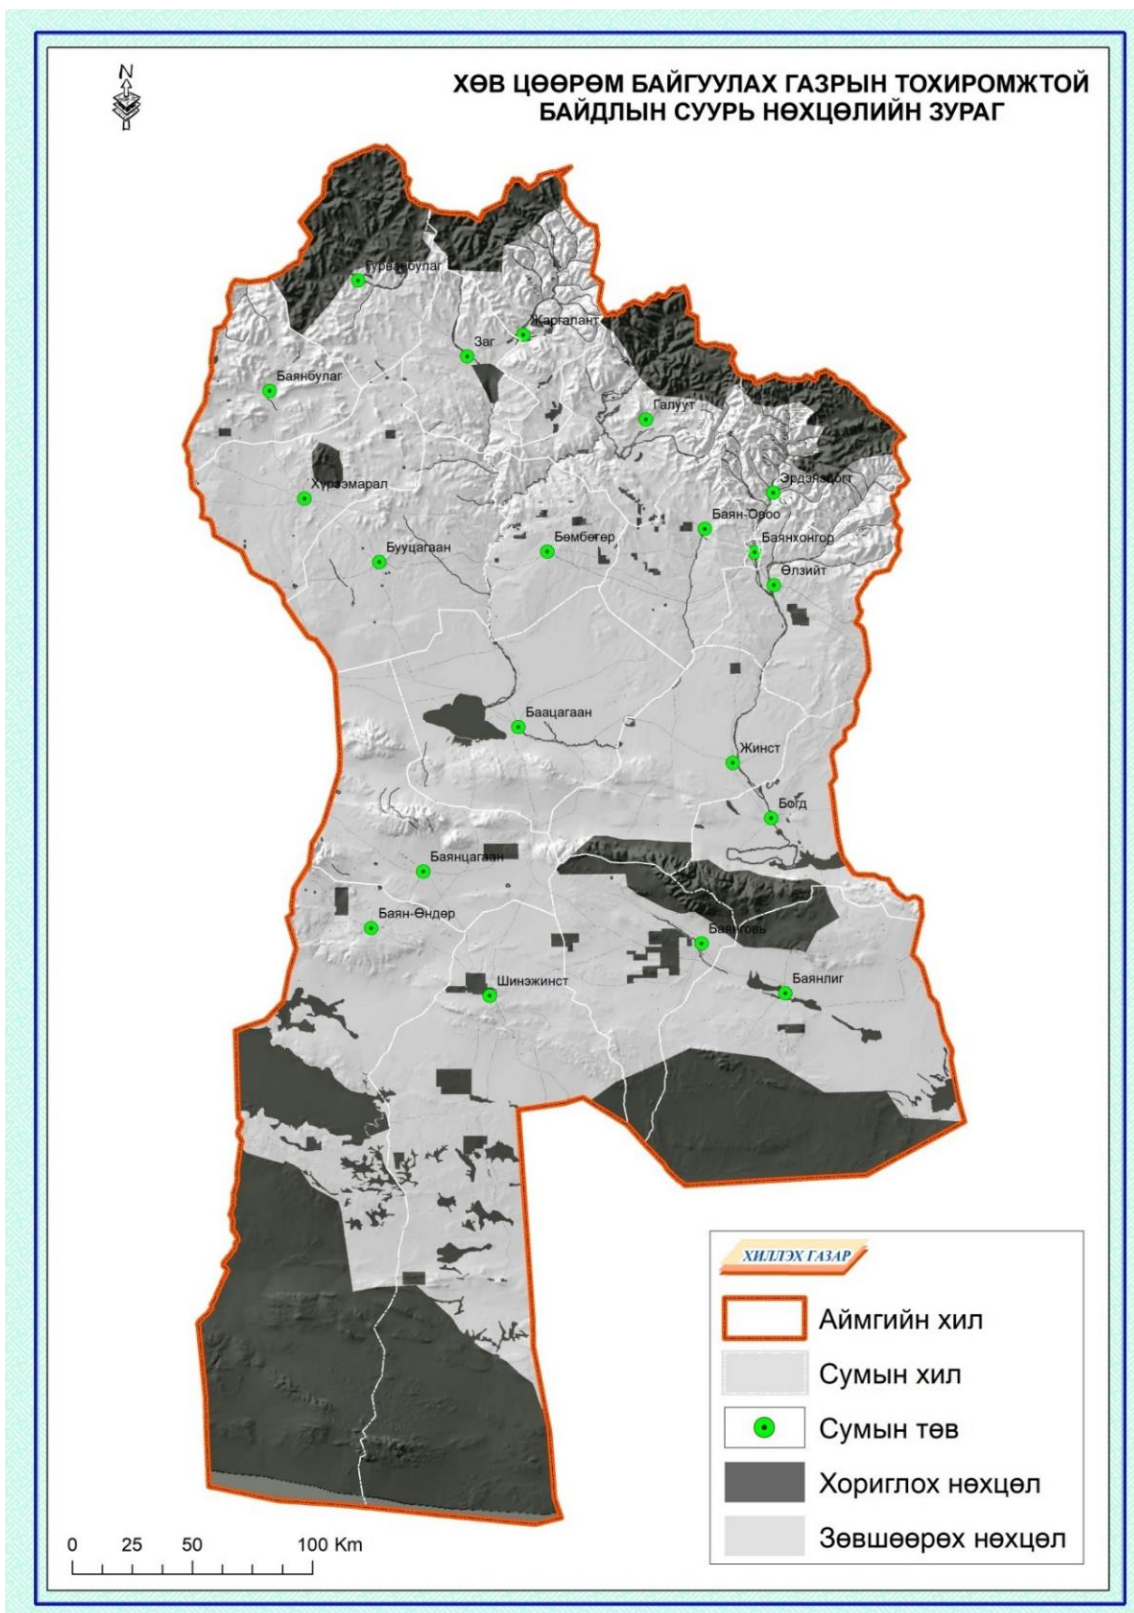 N
ХӨВ ЦӨӨРӨМ БАЙГУУЛАХ ГАЗРЫН ТОХИРОМЖТОЙ
БАЙДЛЫН СУУРЬ НӨХЦӨЛИЙН ЗУРАГ
Гурванбулаг
Жаргалант
Заг
Баянбулаг
Галуут
Хүрээмарал
Эрдэнэцогт
Баян-Овоо
Бууцагаан
Бөмбөгөр
Баянхонгор
Өлзийт
Баацагаан
Жинст
Богд
Баянцагаан
Баян-Өндөр
Баянговь
Шинэжинст
Баянлиг
ХИЛЛЭХ ГАЗАР
Аймгийн хил
Сумын хил
Сумын төв
Хориглох нөхцөл
Зөвшөөрөх нөхцөл
0 25 50 100 Km